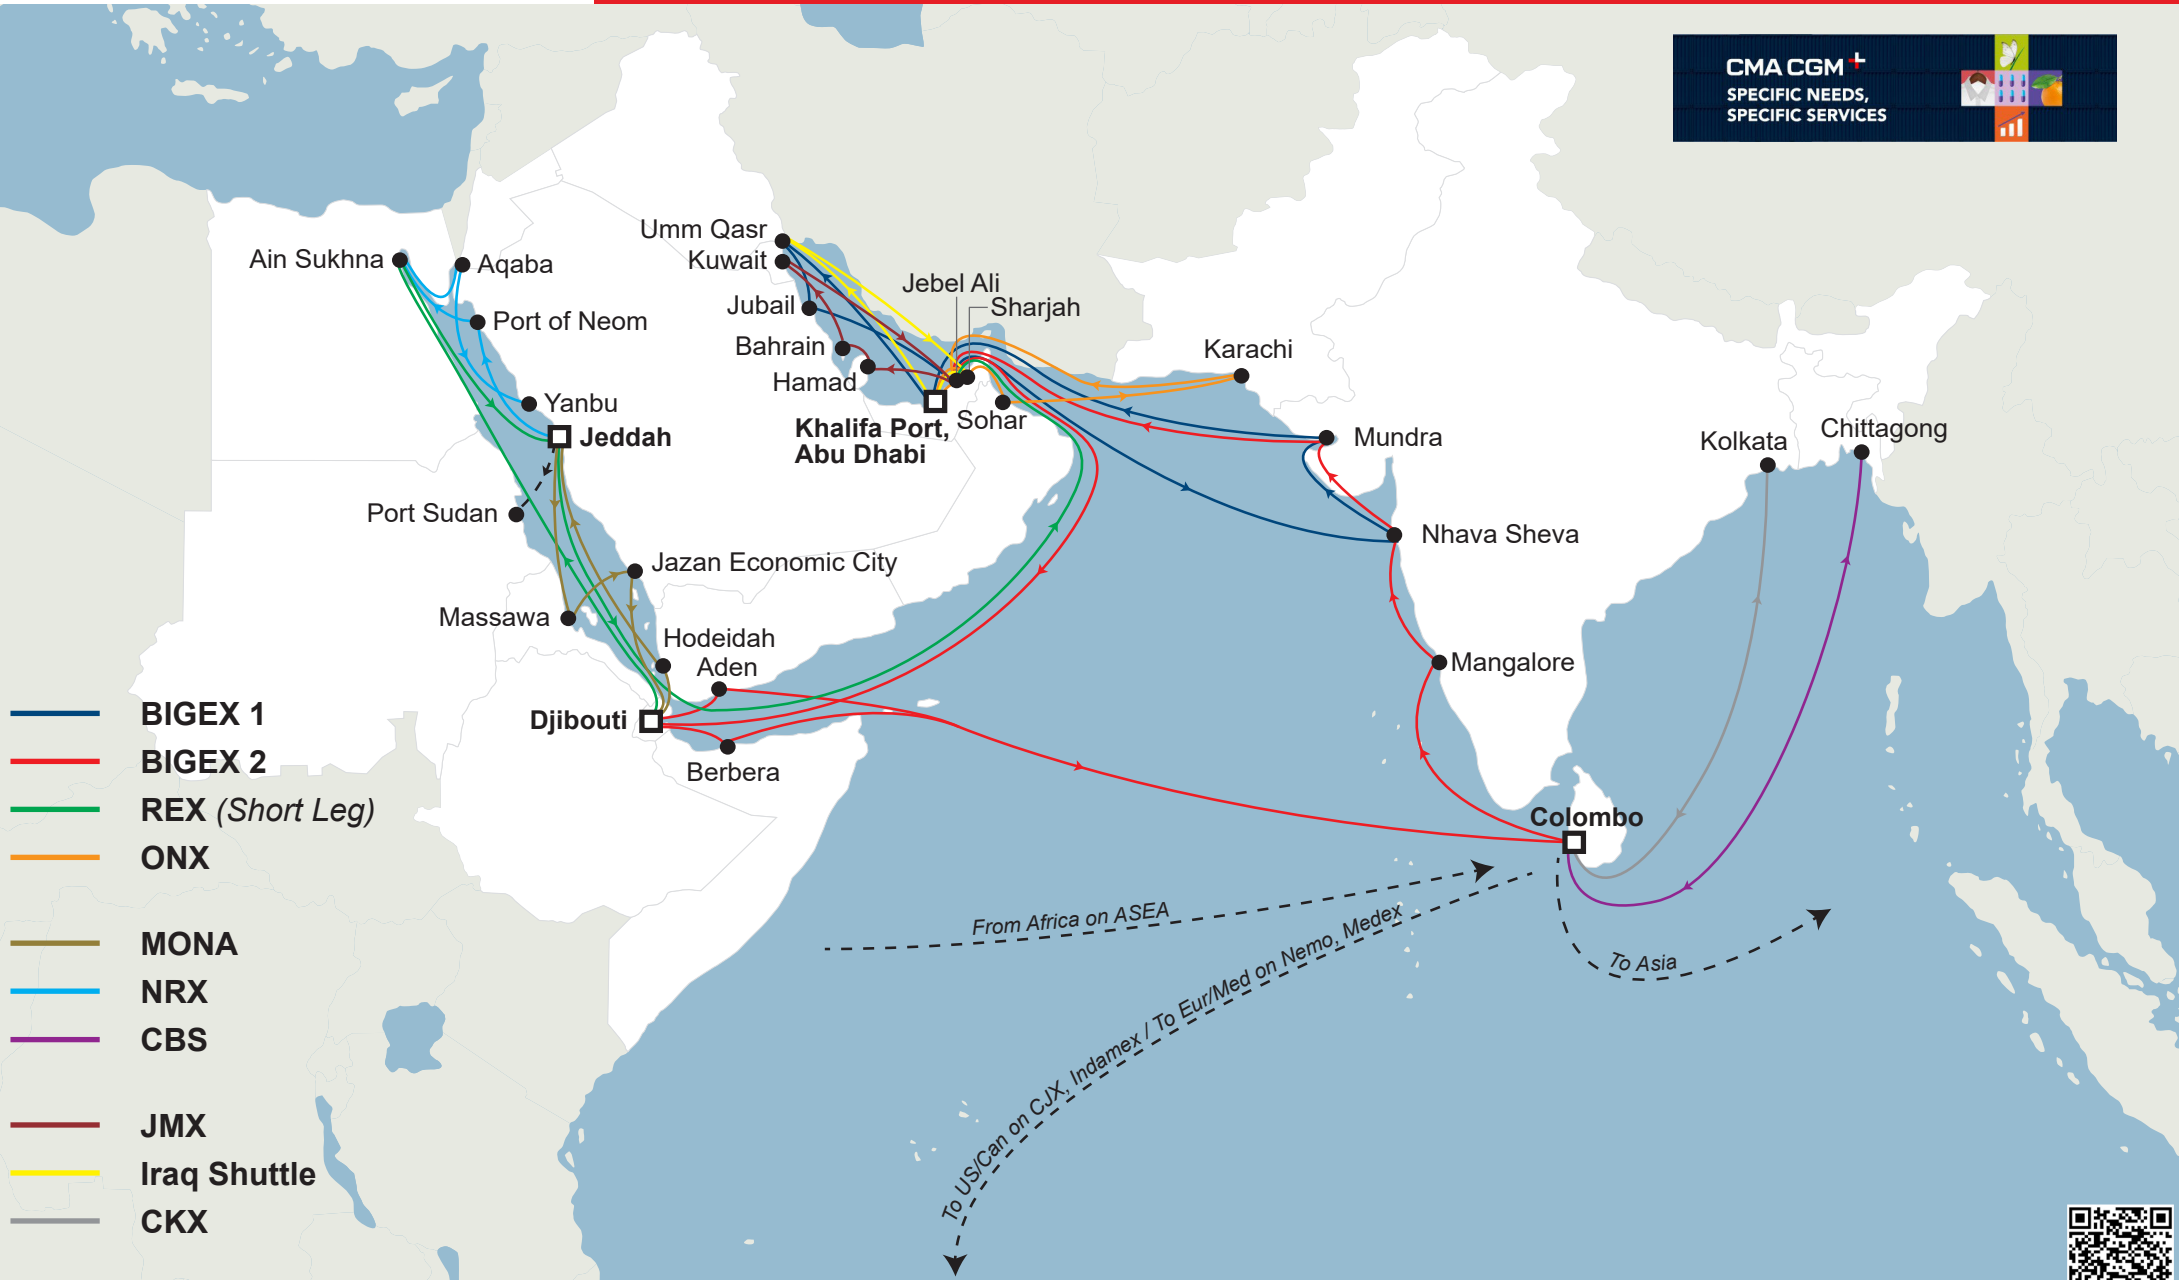 CMA CGM +
SPECIFIC NEEDS,
SPECIFIC SERVICES
Umm Qasr
Kuwait
Ain Sukhna
Aqaba
Jebel Ali
Sharjah
Jubail
Port of Neom
Bahrain
Karachi
Hamad
Yanbu
Sohar
Khalifa Port,
Abu Dhabi
Jeddah
Mundra
Kolkata
Chittagong
Port Sudan
Nhava Sheva
Jazan Economic City
Massawa
Hodeidah
Aden
Mangalore
Djibouti
Berbera
Colombo
BIGEX 1
BIGEX 2
REX (Short Leg)
ONX
MONA
NRX
CBS
JMX
Iraq Shuttle
CKX
From Africa on ASEA
To US/Can on CJX, Indamex / To Eur/Med on Nemo, Medex
To Asia